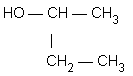 HO — CH — CH₃
|
CH₂ — CH₃